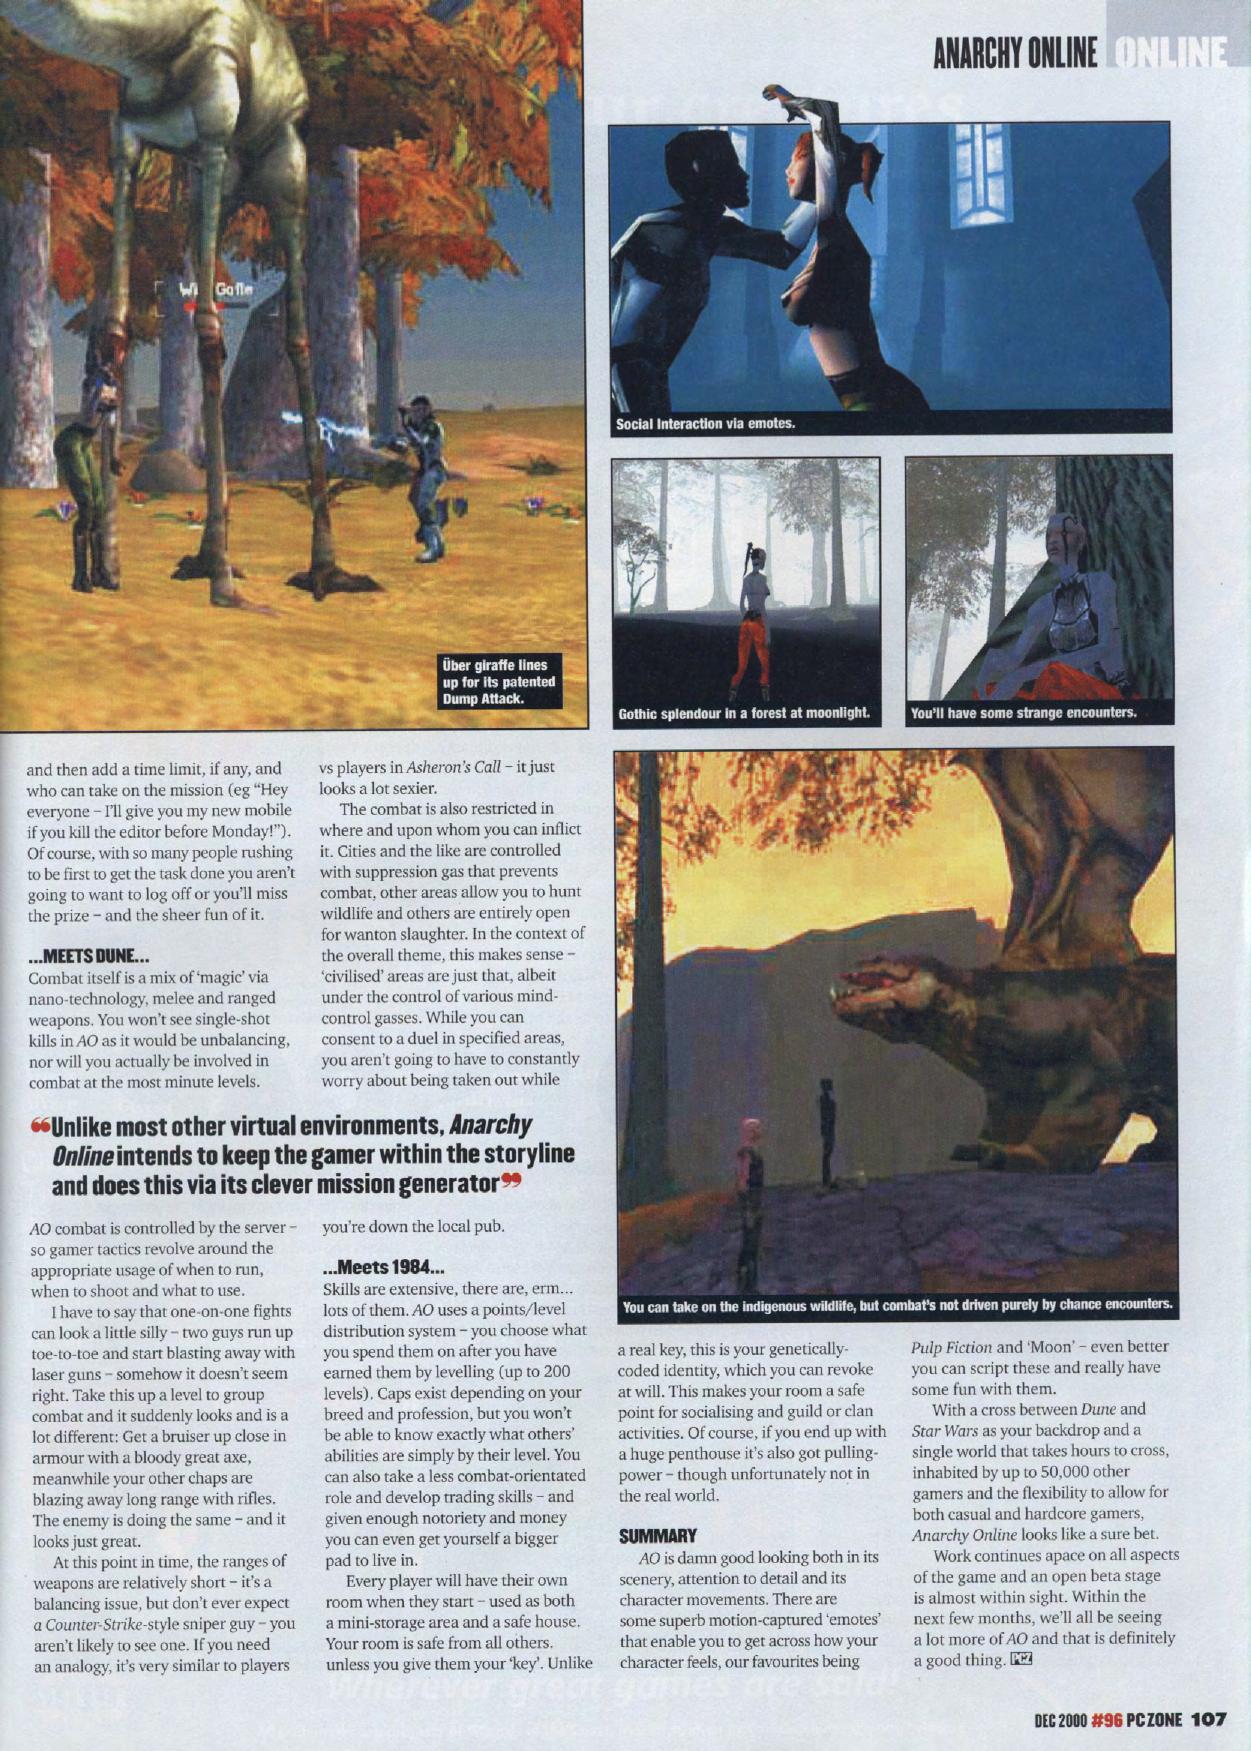 ANARCHY ONLINE ONLINE
Social Interaction via emotes.
Über giraffe lines
up for its patented
Dump Attack.
Gothic splendour in a forest at moonlight.
You'll have some strange encounters.
and then add a time limit, if any, and
who can take on the mission (eg “Hey
everyone – I'll give you my new mobile
if you kill the editor before Monday!”).
Of course, with so many people rushing
to be first to get the task done you aren't
going to want to log off or you'll miss
the prize – and the sheer fun of it.
...MEETS DUNE...
Combat itself is a mix of ‘magic’ via
nano-technology, melee and ranged
weapons. You won't see single-shot
kills in AO as it would be unbalancing,
nor will you actually be involved in
combat at the most minute levels.
vs players in Asheron's Call – it just
looks a lot sexier.
The combat is also restricted in
where and upon whom you can inflict
it. Cities and the like are controlled
with suppression gas that prevents
combat, other areas allow you to hunt
wildlife and others are entirely open
for wanton slaughter. In the context of
the overall theme, this makes sense –
‘civilised’ areas are just that, albeit
under the control of various mind-
control gasses. While you can
consent to a duel in specified areas,
you aren't going to have to constantly
worry about being taken out while
“Unlike most other virtual environments, Anarchy
Online intends to keep the gamer within the storyline
and does this via its clever mission generator”
AO combat is controlled by the server –
so gamer tactics revolve around the
appropriate usage of when to run,
when to shoot and what to use.
I have to say that one-on-one fights
can look a little silly – two guys run up
toe-to-toe and start blasting away with
laser guns – somehow it doesn't seem
right. Take this up a level to group
combat and it suddenly looks and is a
lot different: Get a bruiser up close in
armour with a bloody great axe,
meanwhile your other chaps are
blazing away long range with rifles.
The enemy is doing the same – and it
looks just great.
At this point in time, the ranges of
weapons are relatively short – it's a
balancing issue, but don't ever expect
a Counter-Strike-style sniper guy – you
aren't likely to see one. If you need
an analogy, it's very similar to players
you're down the local pub.
...Meets 1984...
Skills are extensive, there are, erm...
lots of them. AO uses a points/level
distribution system – you choose what
you spend them on after you have
earned them by levelling (up to 200
levels). Caps exist depending on your
breed and profession, but you won't
be able to know exactly what others'
abilities are simply by their level. You
can also take a less combat-orientated
role and develop trading skills – and
given enough notoriety and money
you can even get yourself a bigger
pad to live in.
Every player will have their own
room when they start – used as both
a mini-storage area and a safe house.
Your room is safe from all others.
unless you give them your ‘key’. Unlike
You can take on the indigenous wildlife, but combat's not driven purely by chance encounters.
a real key, this is your genetically-
coded identity, which you can revoke
at will. This makes your room a safe
point for socialising and guild or clan
activities. Of course, if you end up with
a huge penthouse it's also got pulling-
power – though unfortunately not in
the real world.
SUMMARY
AO is damn good looking both in its
scenery, attention to detail and its
character movements. There are
some superb motion-captured ‘emotes’
that enable you to get across how your
character feels, our favourites being
Pulp Fiction and ‘Moon’ – even better
you can script these and really have
some fun with them.
With a cross between Dune and
Star Wars as your backdrop and a
single world that takes hours to cross,
inhabited by up to 50,000 other
gamers and the flexibility to allow for
both casual and hardcore gamers,
Anarchy Online looks like a sure bet.
Work continues apace on all aspects
of the game and an open beta stage
is almost within sight. Within the
next few months, we'll all be seeing
a lot more of AO and that is definitely
a good thing. PCZ
DEC 2000 #96 PCZONE 107